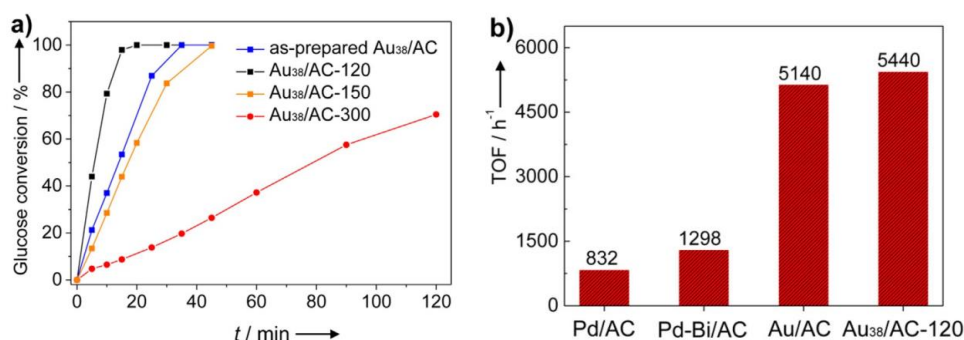 a)
Glucose conversion / %
100
80
60
40
20
0
as-prepared Au₃₈/AC
Au₃₈/AC-120
Au₃₈/AC-150
Au₃₈/AC-300
0 20 40 60 80 100 120
t / min
b)
TOF / h⁻¹
6000
4500
3000
1500
0
832
1298
5140
5440
Pd/AC Pd-Bi/AC Au/AC Au₃₈/AC-120